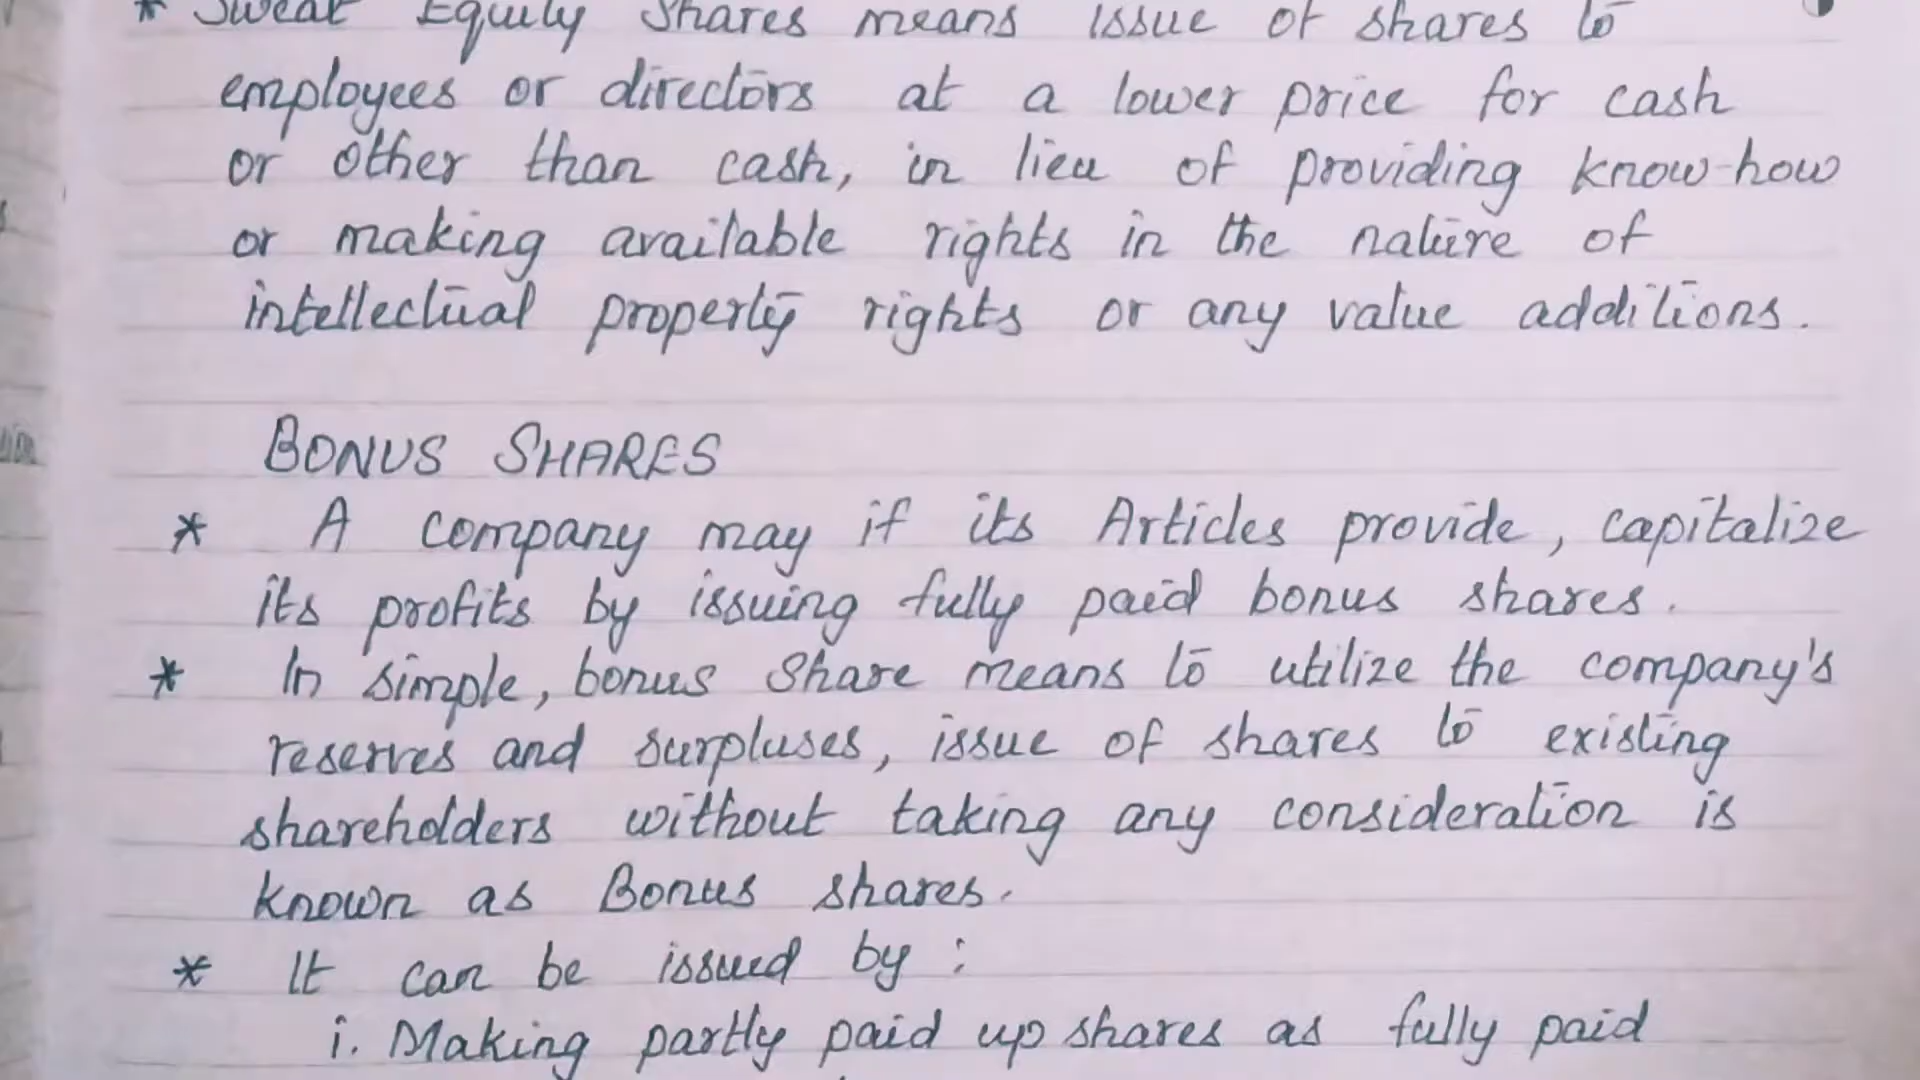 * Sweat Equity Shares means issue of shares to
employees or directors at a lower price for cash
or other than cash, in lieu of providing know-how
or making available rights in the nature of
intellectual property rights or any value additions.
BONUS SHARES
* A company may if its Articles provide, capitalize
its profits by issuing fully paid bonus shares.
* In simple, bonus Share means to utilize the company's
reserves and surpluses, issue of shares to existing
shareholders without taking any consideration is
known as Bonus shares.
* It can be issued by :
i. Making partly paid up shares as fully paid